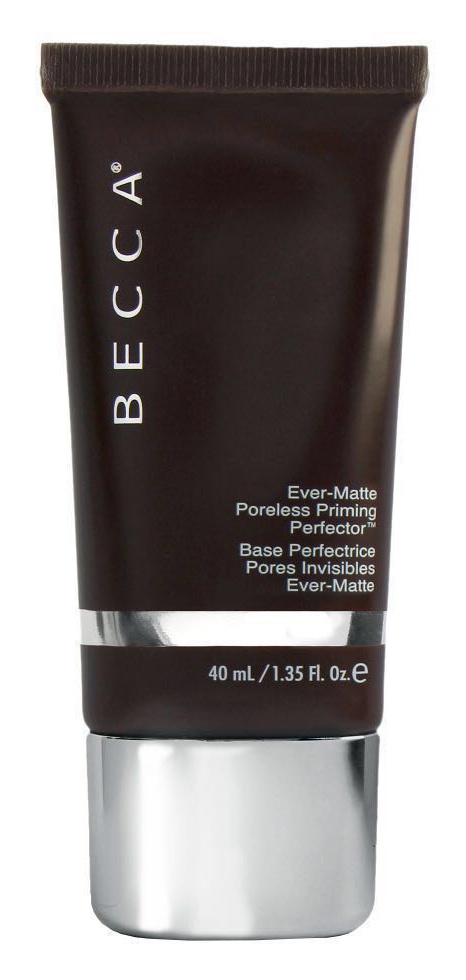 BECCA®
Ever-Matte
Poreless Priming
Perfector™
Base Perfectrice
Pores Invisibles
Ever-Matte
40 mL / 1.35 Fl. Oz. ℮